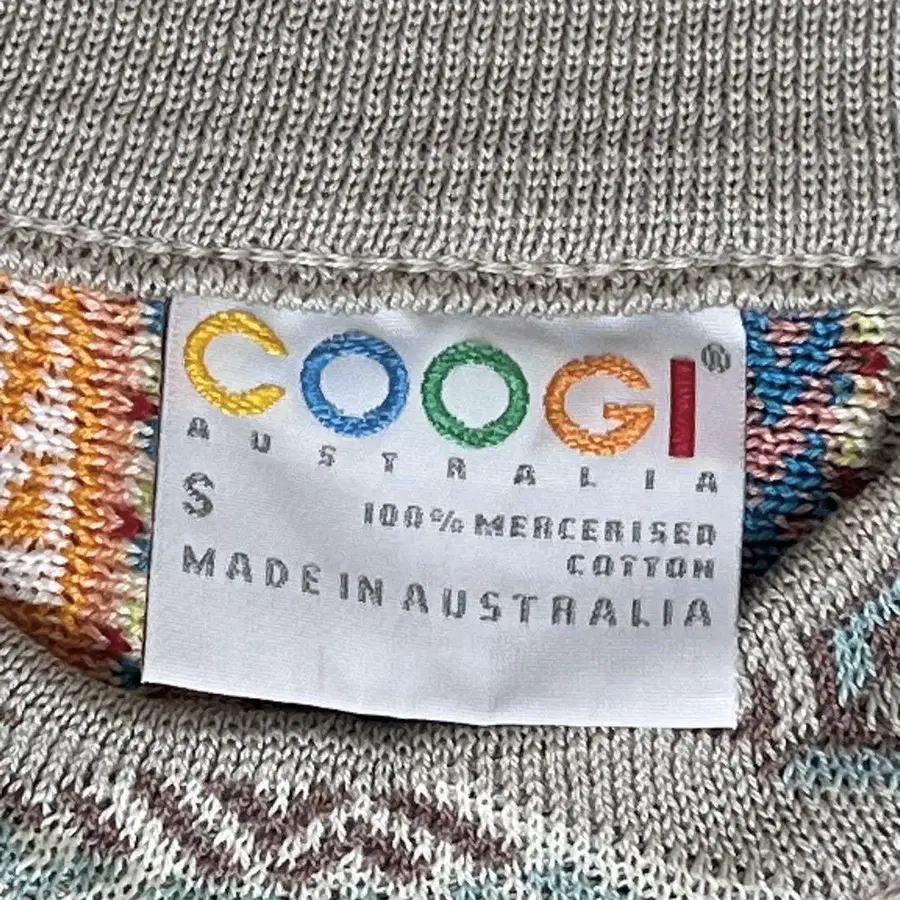 COOGI®
AUSTRALIA
S
100% MERCERISED
COTTON
MADE IN AUSTRALIA